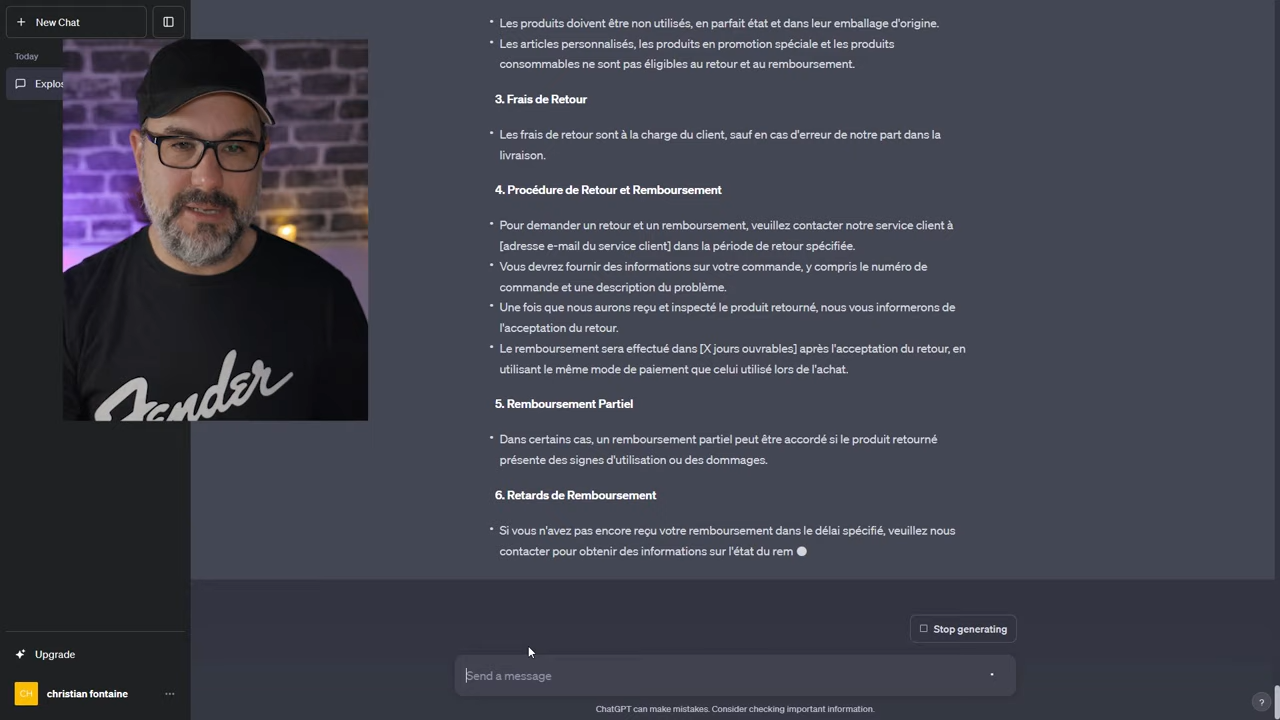 New Chat
Today
Explos
Les produits doivent être non utilisés, en parfait état et dans leur emballage d'origine.
Les articles personnalisés, les produits en promotion spéciale et les produits
consommables ne sont pas éligibles au retour et au remboursement.
3. Frais de Retour
Les frais de retour sont à la charge du client, sauf en cas d'erreur de notre part dans la
livraison.
4. Procédure de Retour et Remboursement
Pour demander un retour et un remboursement, veuillez contacter notre service client à
[adresse e-mail du service client] dans la période de retour spécifiée.
Vous devrez fournir des informations sur votre commande, y compris le numéro de
commande et une description du problème.
Une fois que nous aurons reçu et inspecté le produit retourné, nous vous informerons de
l'acceptation du retour.
Le remboursement sera effectué dans [X jours ouvrables] après l'acceptation du retour, en
utilisant le même mode de paiement que celui utilisé lors de l'achat.
5. Remboursement Partiel
Dans certains cas, un remboursement partiel peut être accordé si le produit retourné
présente des signes d'utilisation ou des dommages.
6. Retards de Remboursement
Si vous n'avez pas encore reçu votre remboursement dans le délai spécifié, veuillez nous
contacter pour obtenir des informations sur l'état du rem
Fender
Stop generating
Send a message
Upgrade
CH christian fontaine
ChatGPT can make mistakes. Consider checking important information.
?